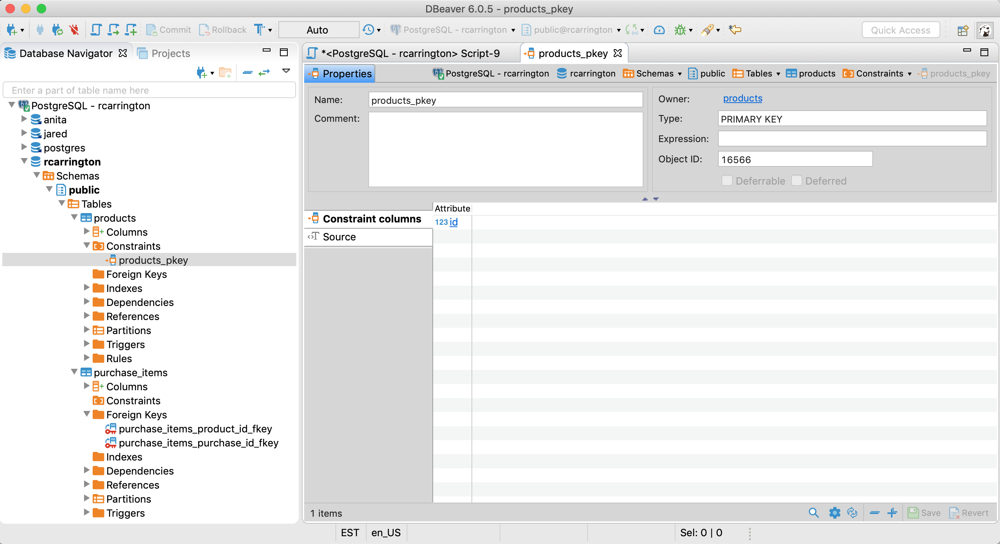 DBeaver 6.0.5 - products_pkey
Commit Rollback Auto PostgreSQL - rcarrington public@rcarrington Quick Access
Database Navigator Projects
Enter a part of table name here
PostgreSQL - rcarrington
anita
jared
postgres
rcarrington
Schemas
public
Tables
products
Columns
Constraints
products_pkey
Foreign Keys
Indexes
Dependencies
References
Partitions
Triggers
Rules
purchase_items
Columns
Constraints
Foreign Keys
purchase_items_product_id_fkey
purchase_items_purchase_id_fkey
Indexes
Dependencies
References
Partitions
Triggers
*<PostgreSQL - rcarrington> Script-9 products_pkey
Properties PostgreSQL - rcarrington rcarrington Schemas public Tables products Constraints products_pkey
Name: products_pkey
Comment:
Owner: products
Type: PRIMARY KEY
Expression:
Object ID: 16566
Deferrable Deferred
Constraint columns
Source
Attribute
123 id
1 items Save Revert
EST en_US Sel: 0 | 0